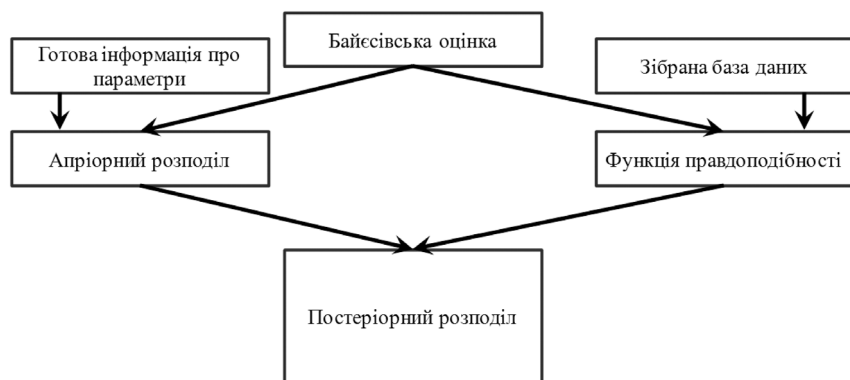 Готова інформація про
параметри
Байєсівська оцінка
Зібрана база даних
Апріорний розподіл
Функція правдоподібності
Постеріорний розподіл